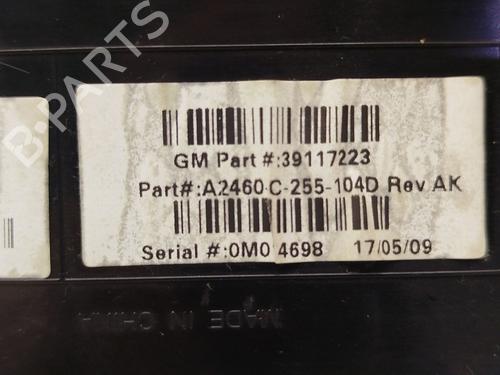 GM Part #:39117223
Part#:A2460 C-255-104D Rev AK
Serial #:0M0 4698 17/05/09
MADE IN CHINA
B-PARTS